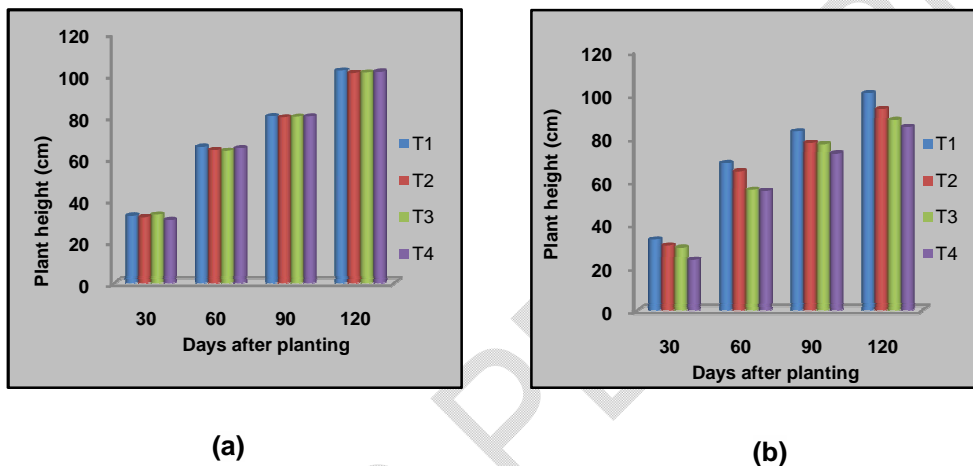 120
100
80
60
40
20
0
Plant height (cm)
30 60 90 120
Days after planting
T1
T2
T3
T4
(a)
120
100
80
60
40
20
0
Plant height (cm)
30 60 90 120
Days after planting
T1
T2
T3
T4
(b)